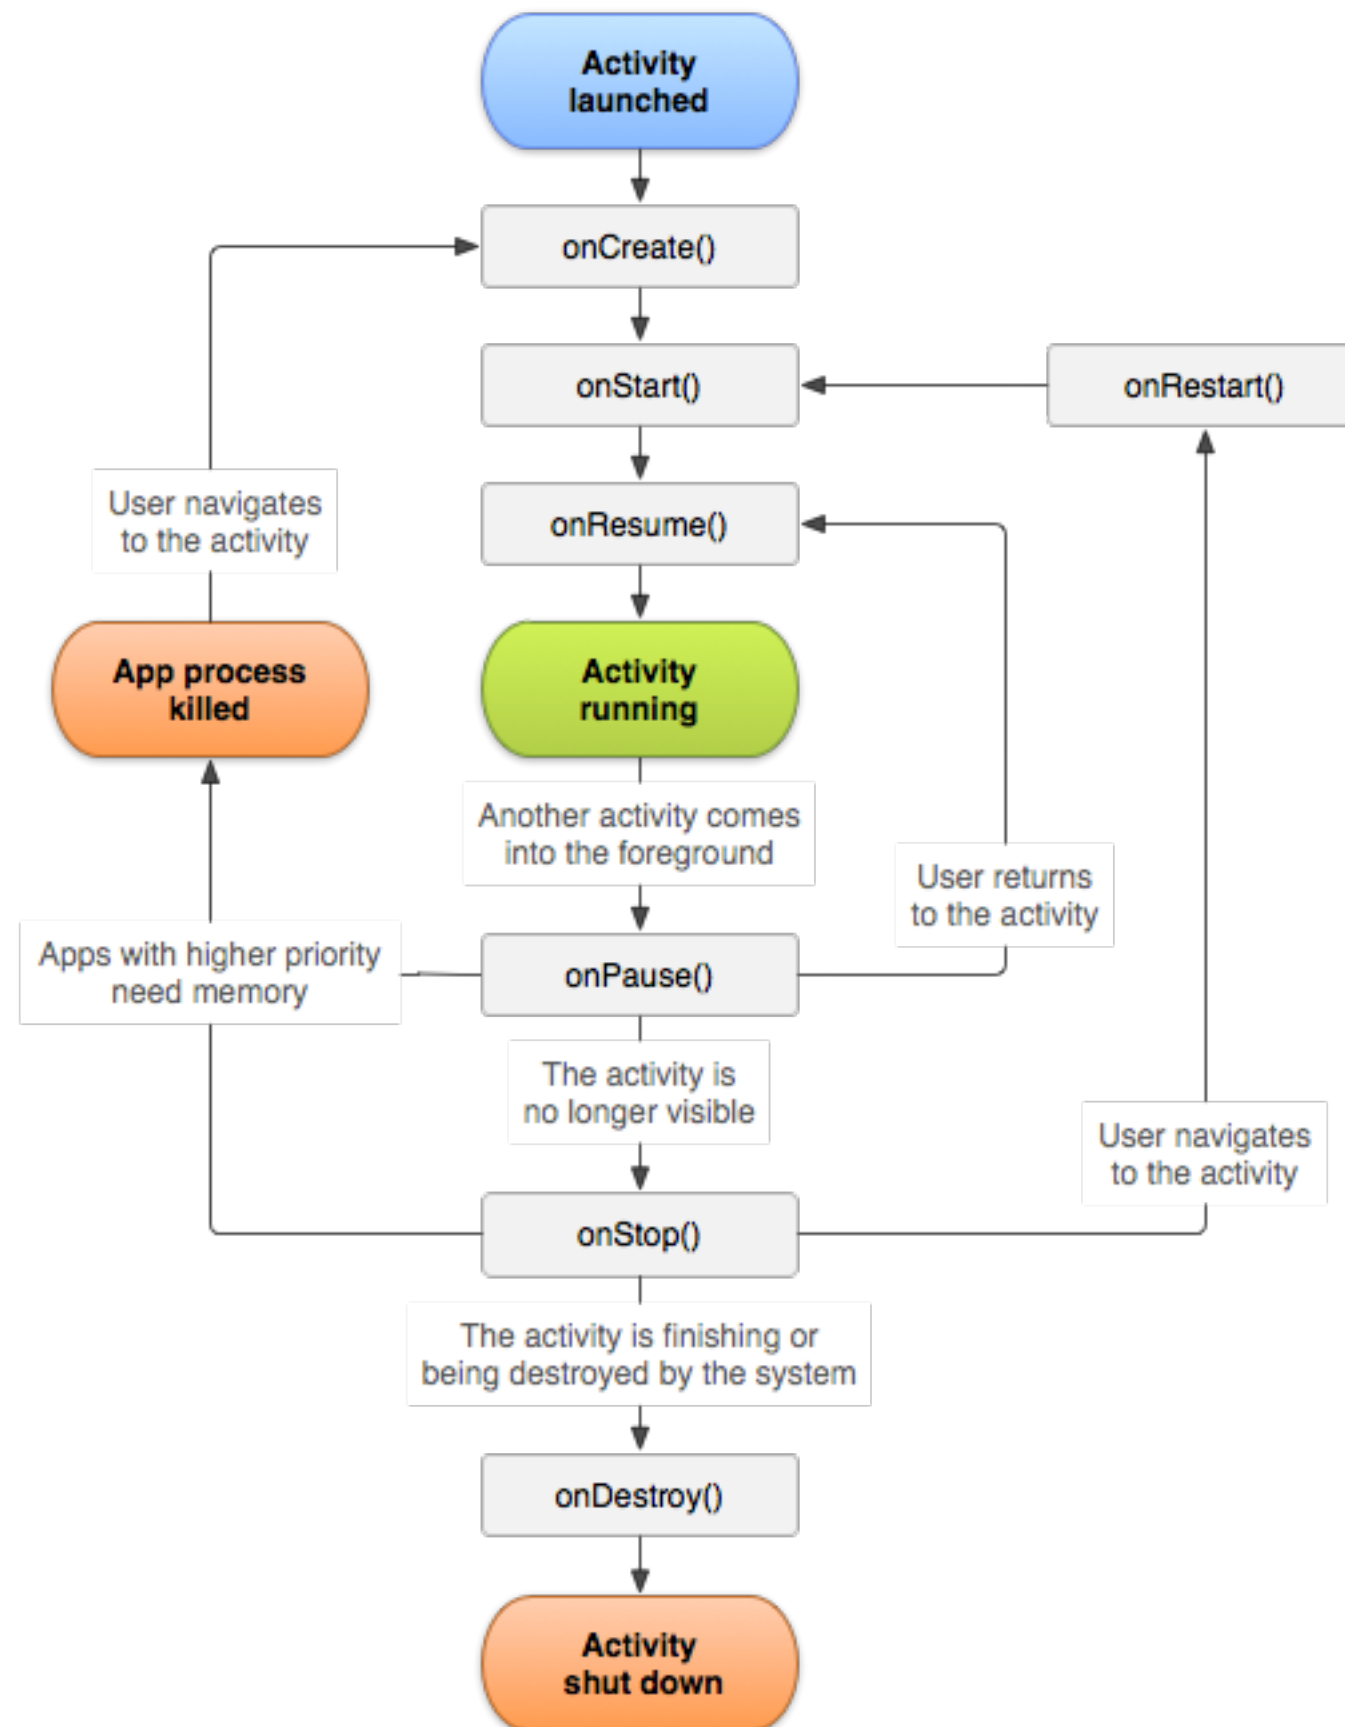 Activity
launched
onCreate()
onStart()
onRestart()
User navigates
to the activity
onResume()
App process
killed
Activity
running
Another activity comes
into the foreground
User returns
to the activity
Apps with higher priority
need memory
onPause()
The activity is
no longer visible
User navigates
to the activity
onStop()
The activity is finishing or
being destroyed by the system
onDestroy()
Activity
shut down